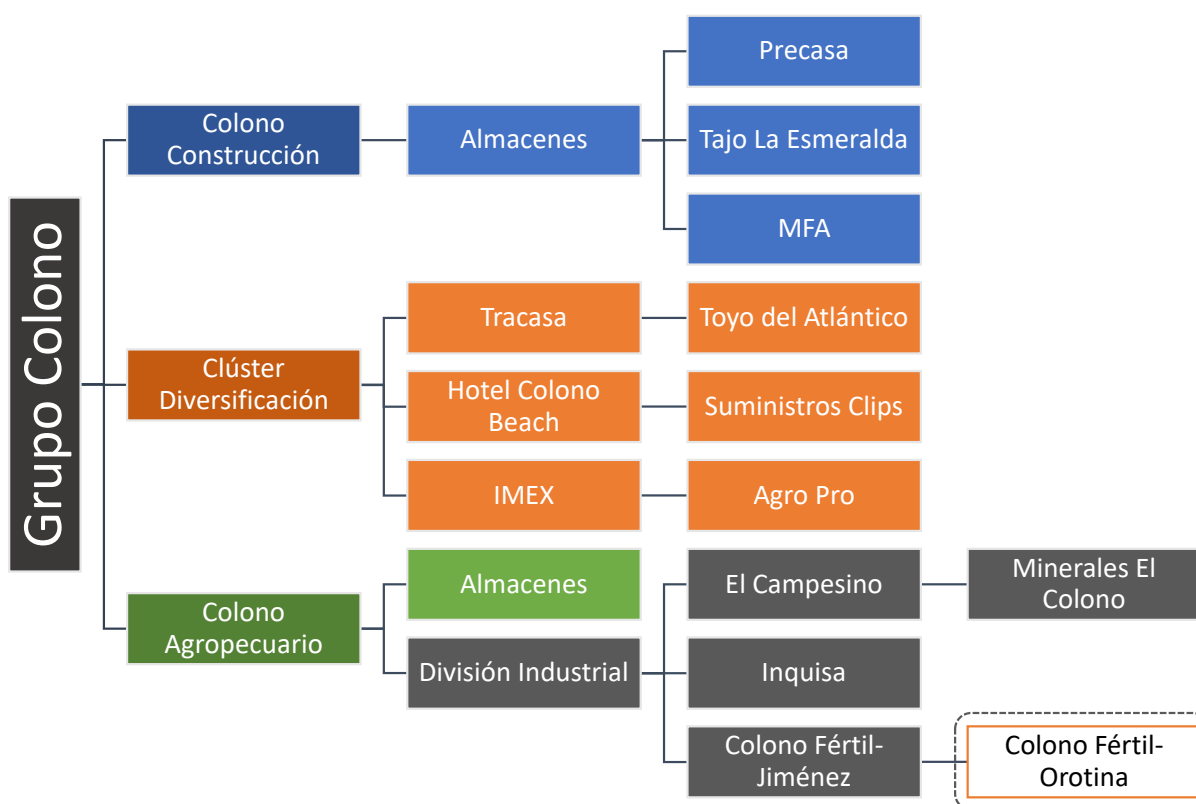 Grupo Colono
Colono
Construcción
Almacenes
Precasa
Tajo La Esmeralda
MFA
Clúster
Diversificación
Tracasa
Toyo del Atlántico
Hotel Colono
Beach
Suministros Clips
IMEX
Agro Pro
Colono
Agropecuario
Almacenes
División Industrial
El Campesino
Minerales El
Colono
Inquisa
Colono Fértil-
Jiménez
Colono Fértil-
Orotina